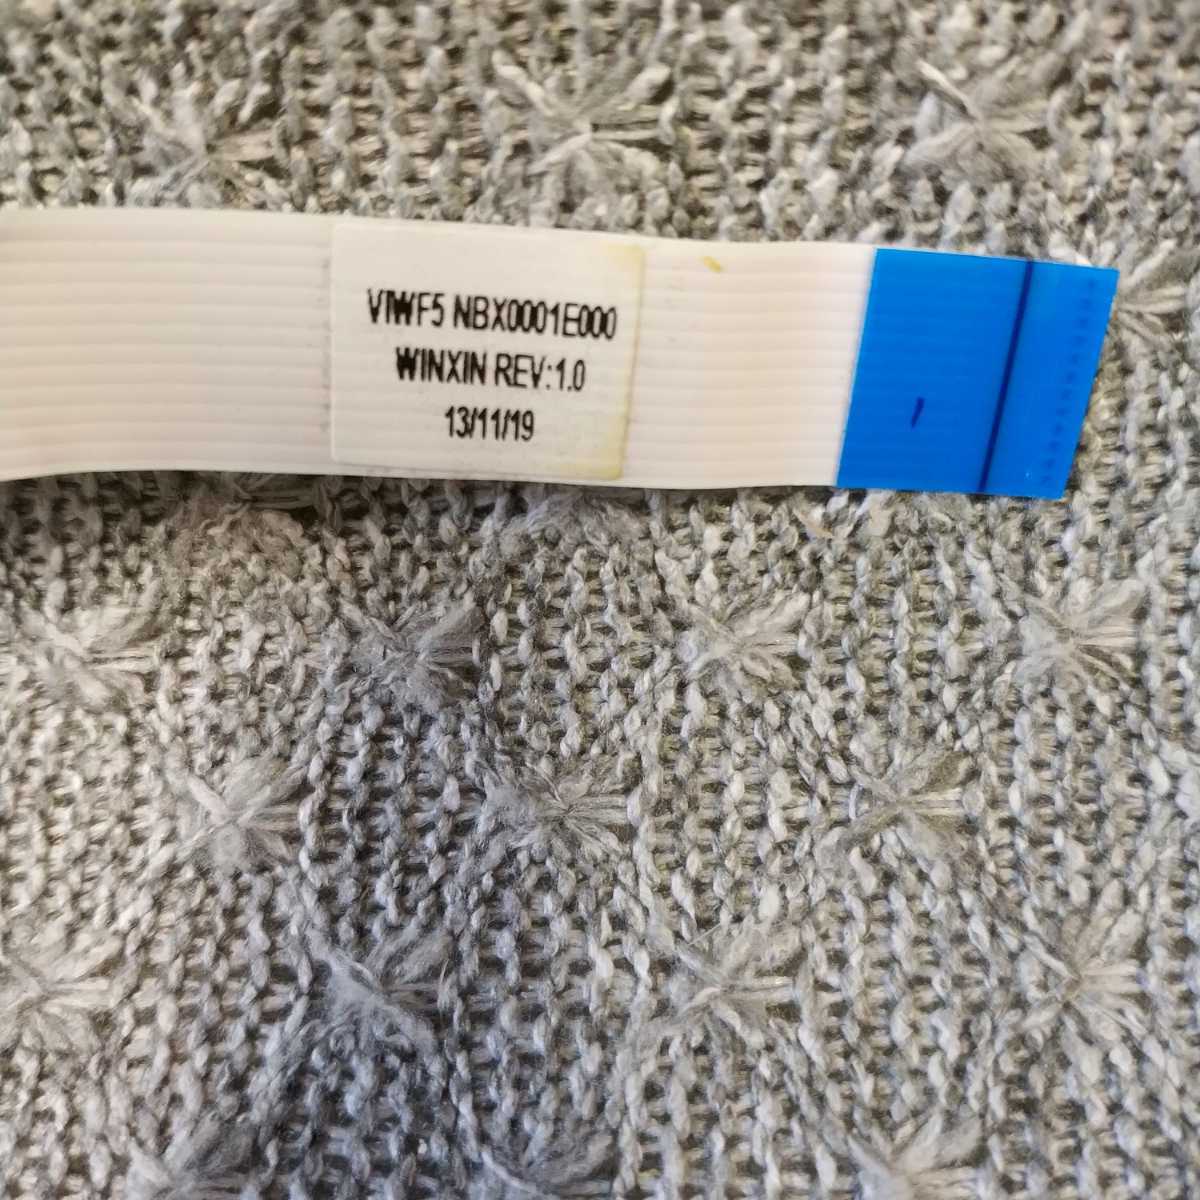 VIWF5 NBX0001E000
WINXIN REV:1.0
13/11/19